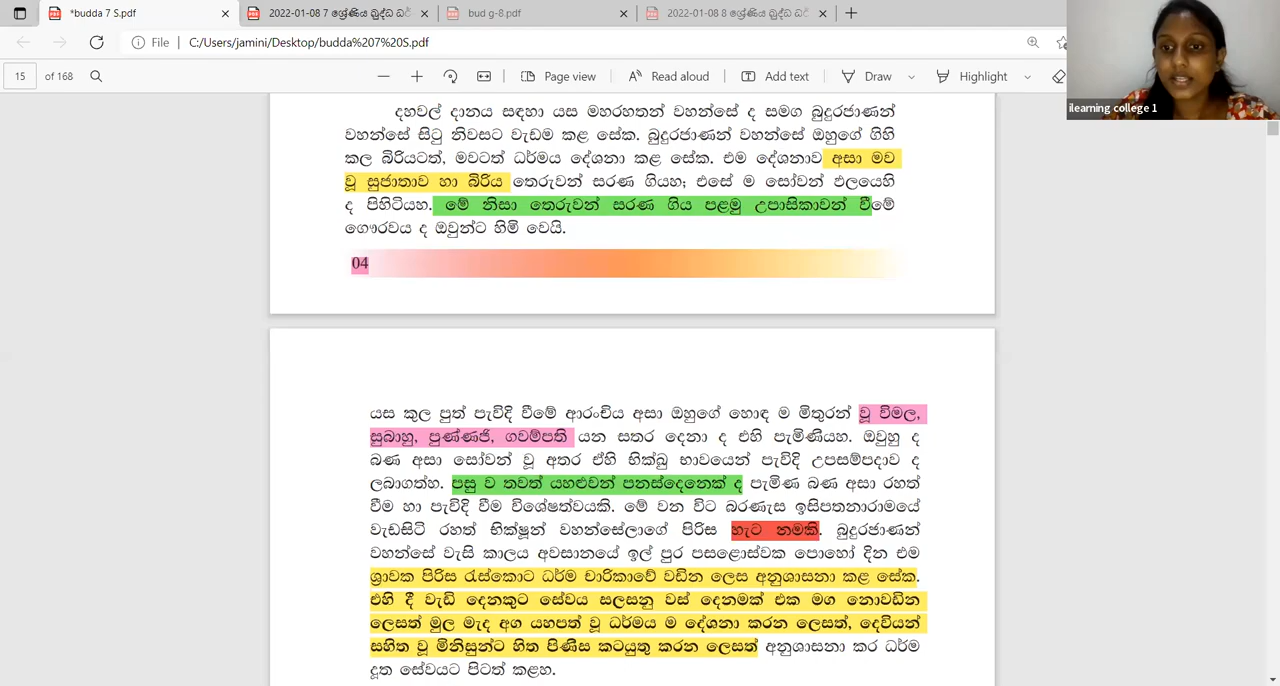 *budda 7 S.pdf
2022-01-08 7 ශ්‍රේණිය බුද්ධ ධර්
bud g-8.pdf
2022-01-08 8 ශ්‍රේණිය බුද්ධ ධර්
File C:/Users/jamini/Desktop/budda%207%20S.pdf
15 of 168 Page view Read aloud Add text Draw Highlight
ilearning college 1
දහවල් දානය සඳහා යස මහරහතන් වහන්සේ ද සමග බුදුරජාණන්
වහන්සේ සිටු නිවසට වැඩම කළ සේක. බුදුරජාණන් වහන්සේ ඔහුගේ ගිහි
කල බිරියටත්, මවටත් ධර්මය දේශනා කළ සේක. එම දේශනාව අසා මව
වූ සුජාතාව හා බිරිය තෙරුවන් සරණ ගියහ; එසේ ම සෝවන් ඵලයෙහි
ද පිහිටියහ. මේ නිසා තෙරුවන් සරණ ගිය පළමු උපාසිකාවන් වීමේ
ගෞරවය ද ඔවුන්ට හිමි වෙයි.
04
යස කුල පුත් පැවිදි වීමේ ආරංචිය අසා ඔහුගේ හොඳ ම මිතුරන් වූ විමල,
සුබාහු, පුණ්ණජි, ගවම්පති යන සතර දෙනා ද එහි පැමිණියහ. ඔවුහු ද
බණ අසා සෝවන් වූ අතර ඒහි භික්ඛු භාවයෙන් පැවිදි උපසම්පදාව ද
ලබාගත්හ. පසු ව තවත් යහළුවන් පනස්දෙනෙක් ද පැමිණ බණ අසා රහත්
වීම හා පැවිදි වීම විශේෂත්වයකි. මේ වන විට බරණැස ඉසිපතනාරාමයේ
වැඩසිටි රහත් භික්ෂූන් වහන්සේලාගේ පිරිස හැට නමකි. බුදුරජාණන්
වහන්සේ වැසි කාලය අවසානයේ ඉල් පුර පසළොස්වක පොහෝ දින එම
ශ්‍රාවක පිරිස රැස්කොට ධර්ම චාරිකාවේ වඩින ලෙස අනුශාසනා කළ සේක.
එහි දී වැඩි දෙනකුට සේවය සලසනු වස් දෙනමක් එක මග නොවඩින
ලෙසත් මුල මැද අග යහපත් වූ ධර්මය ම දේශනා කරන ලෙසත්, දෙවියන්
සහිත වූ මිනිසුන්ට හිත පිණිස කටයුතු කරන ලෙසත් අනුශාසනා කර ධර්ම
දූත සේවයට පිටත් කළහ.